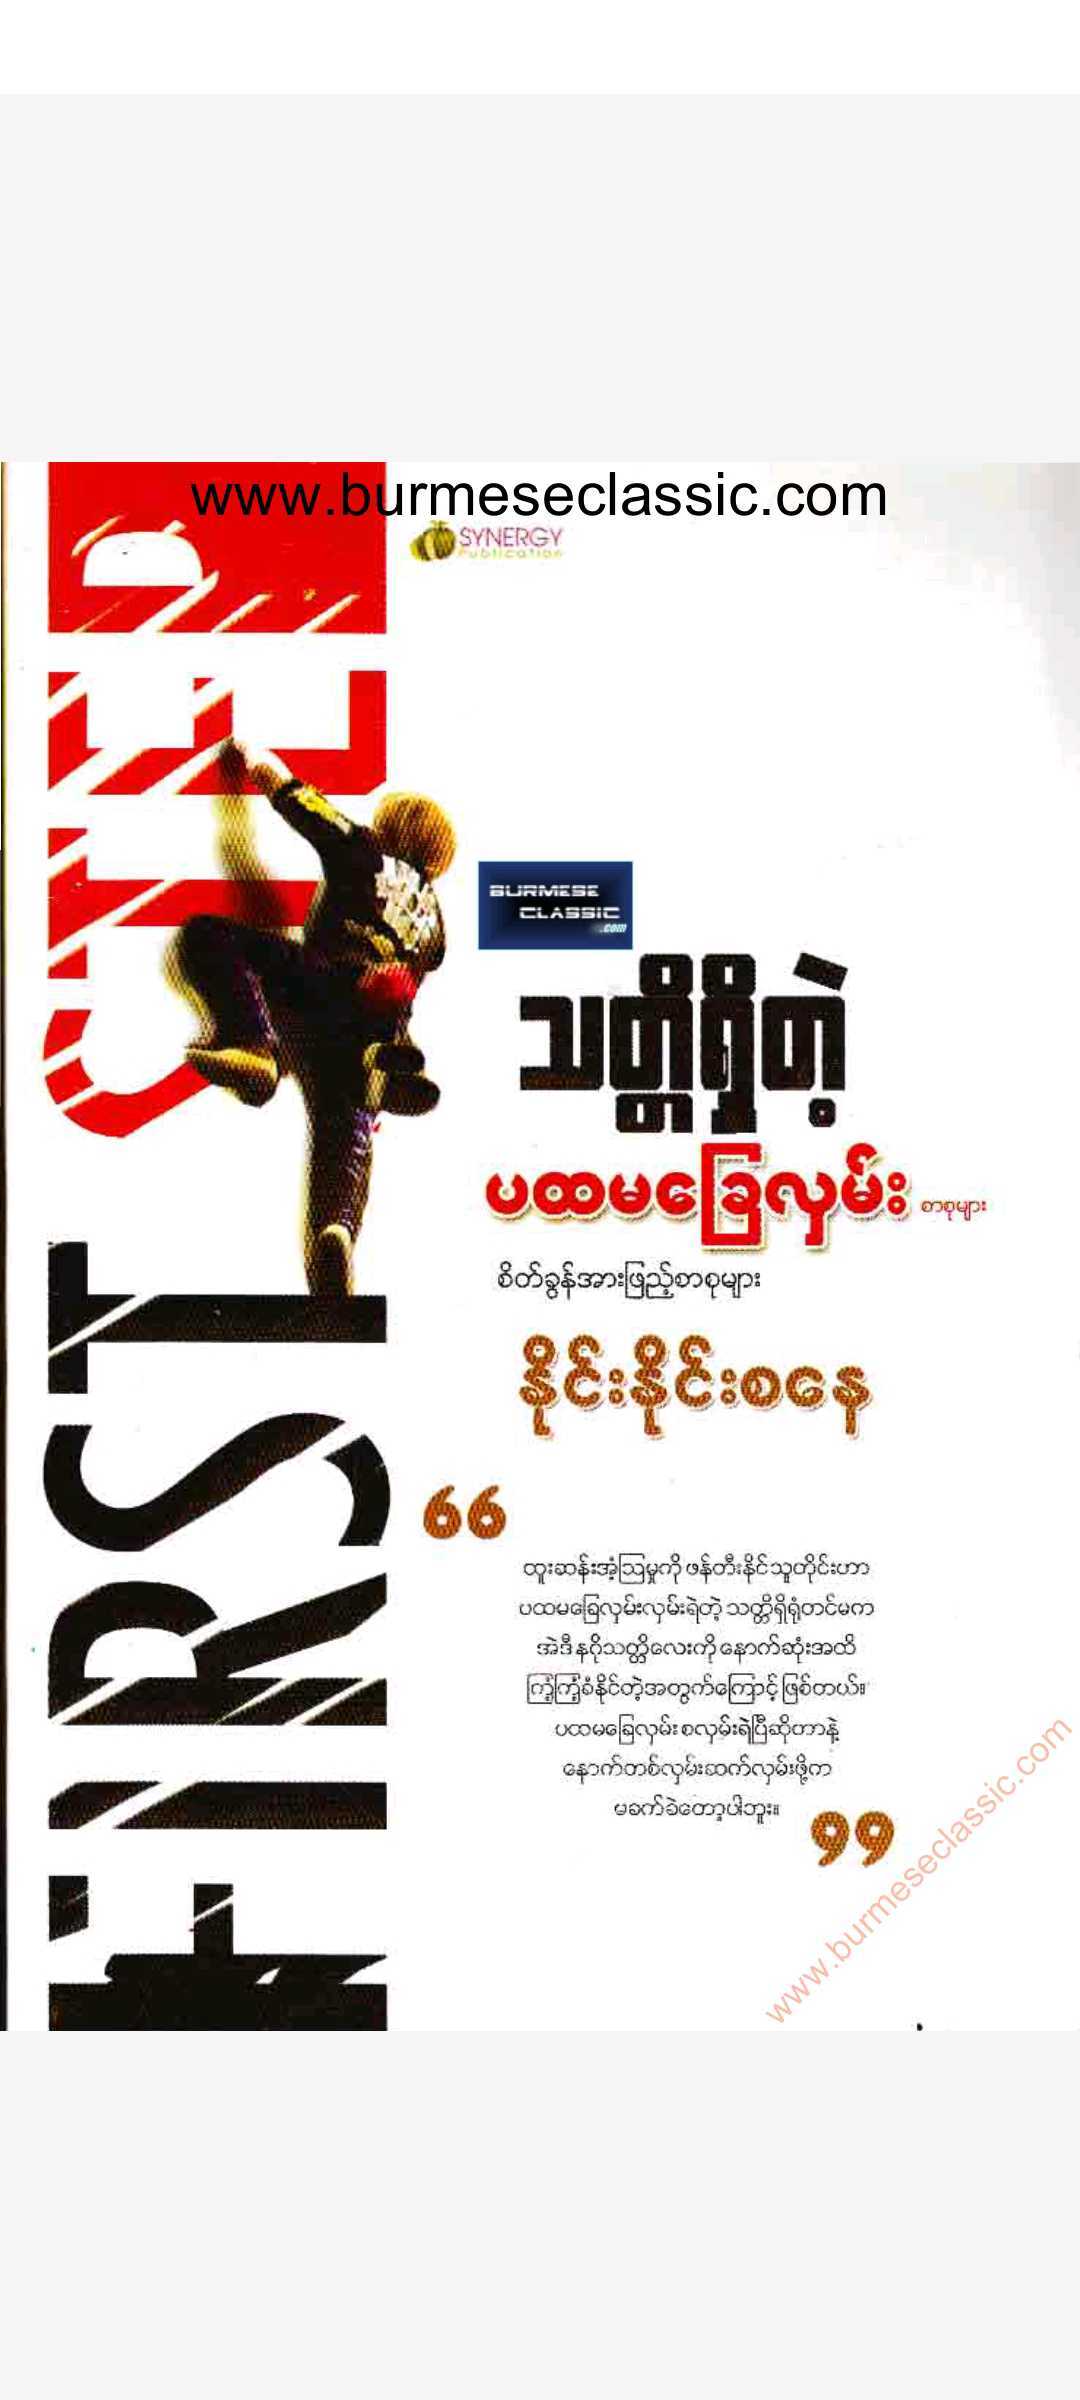 www.burmeseclassic.com
SYNERGY
Publication
FIRST STEP
BURMESE
CLASSIC
.com
သတ္တိရှိတဲ့
ပထမခြေလှမ်း စာစုများ
စိတ်ခွန်အားဖြည့်စာစုများ
နိုင်းနိုင်းစနေ
“
ထူးဆန်းအံ့ဩမှုကို ဖန်တီးနိုင်သူတိုင်းဟာ
ပထမခြေလှမ်းလှမ်းရဲတဲ့ သတ္တိရှိရုံတင်မက
အဲဒီ နဂိုသတ္တိလေးကို နောက်ဆုံးအထိ
ကြံ့ကြံ့ခံနိုင်တဲ့အတွက်ကြောင့် ဖြစ်တယ်။
ပထမခြေလှမ်း စလှမ်းရဲပြီဆိုတာနဲ့
နောက်တစ်လှမ်းဆက်လှမ်းဖို့က
မခက်ခဲတော့ပါဘူး။
”
www.burmeseclassic.com